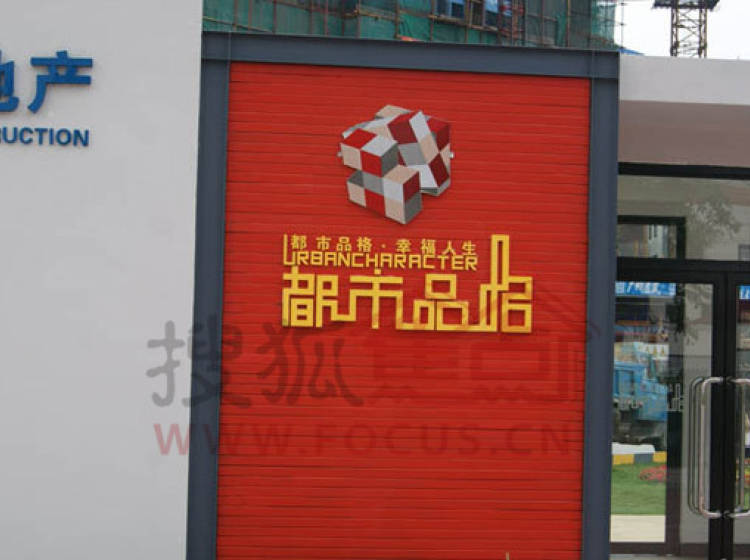 地产
RUCTION
都市品格·幸福人生
URBANCHARACTER
都市品格
搜狐焦点
WWW.FOCUS.CN